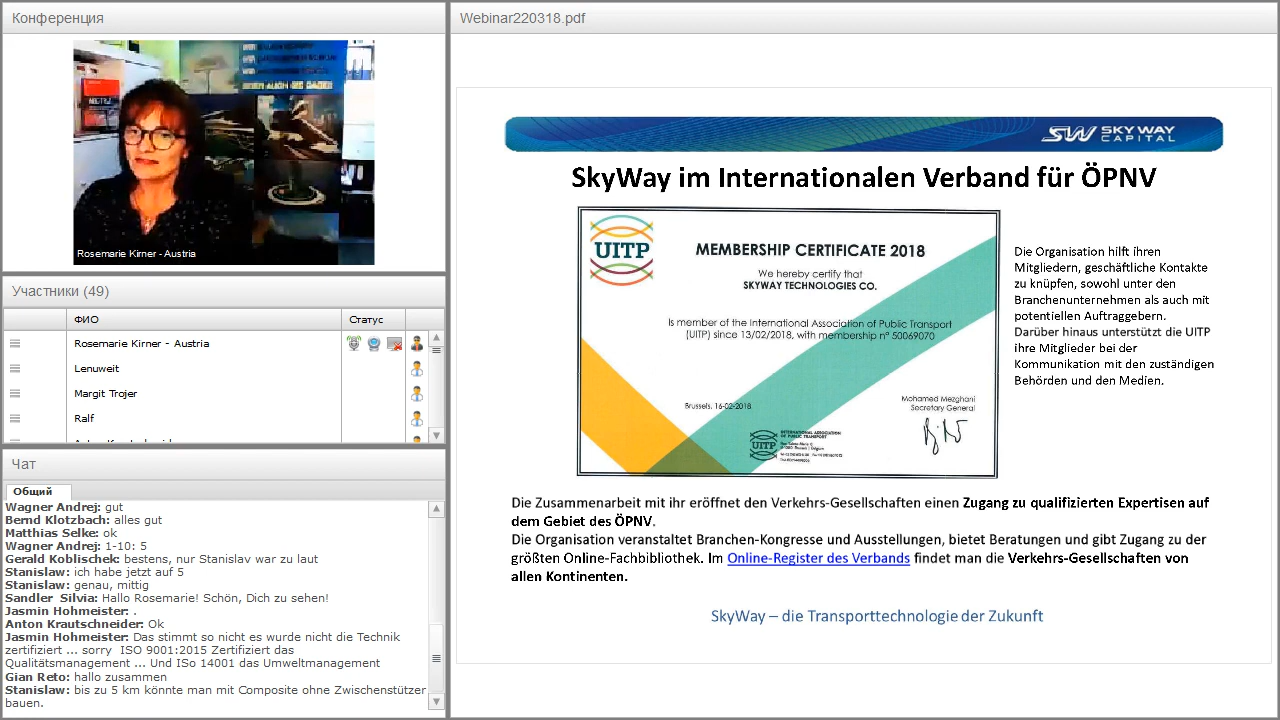 Конференция
Rosemarie Kirner - Austria
Участники (49)
ФИО
Статус
Rosemarie Kirner - Austria
Lenuweit
Margit Trojer
Ralf
Чат
Общий
Wagner Andrej: gut
Bernd Klotzbach: alles gut
Matthias Selke: ok
Wagner Andrej: 1-10: 5
Gerald Koblischek: bestens, nur Stanislav war zu laut
Stanislaw: ich habe jetzt auf 5
Stanislaw: genau, mittig
Sandler Silvia: Hallo Rosemarie! Schön, Dich zu sehen!
Jasmin Hohmeister: .
Anton Krautschneider: Ok
Jasmin Hohmeister: Das stimmt so nicht es wurde nicht die Technik
zertifiziert ... sorry ISO 9001:2015 Zertifiziert das
Qualitätsmanagement ... Und iSo 14001 das Umweltmanagement
Gian Reto: hallo zusammen
Stanislaw: bis zu 5 km könnte man mit Composite ohne Zwischenstützer
bauen.
Webinar220318.pdf
SW SKY WAY
CAPITAL
SkyWay im Internationalen Verband für ÖPNV
UITP
MEMBERSHIP CERTIFICATE 2018
We hereby certify that
SKYWAY TECHNOLOGIES CO.
Is member of the International Association of Public Transport
(UITP) since 13/02/2018, with membership n° 50069070
Brussels, 16-02-2018
Mohamed Mezghani
Secretary General
UITP
INTERNATIONAL ASSOCIATION
OF PUBLIC TRANSPORT
Die Organisation hilft ihren
Mitgliedern, geschäftliche Kontakte
zu knüpfen, sowohl unter den
Branchenunternehmen als auch mit
potentiellen Auftraggebern.
Darüber hinaus unterstützt die UITP
ihre Mitglieder bei der
Kommunikation mit den zuständigen
Behörden und den Medien.
Die Zusammenarbeit mit ihr eröffnet den Verkehrs-Gesellschaften einen Zugang zu qualifizierten Expertisen auf
dem Gebiet des ÖPNV.
Die Organisation veranstaltet Branchen-Kongresse und Ausstellungen, bietet Beratungen und gibt Zugang zu der
größten Online-Fachbibliothek. Im Online-Register des Verbands findet man die Verkehrs-Gesellschaften von
allen Kontinenten.
SkyWay – die Transporttechnologie der Zukunft